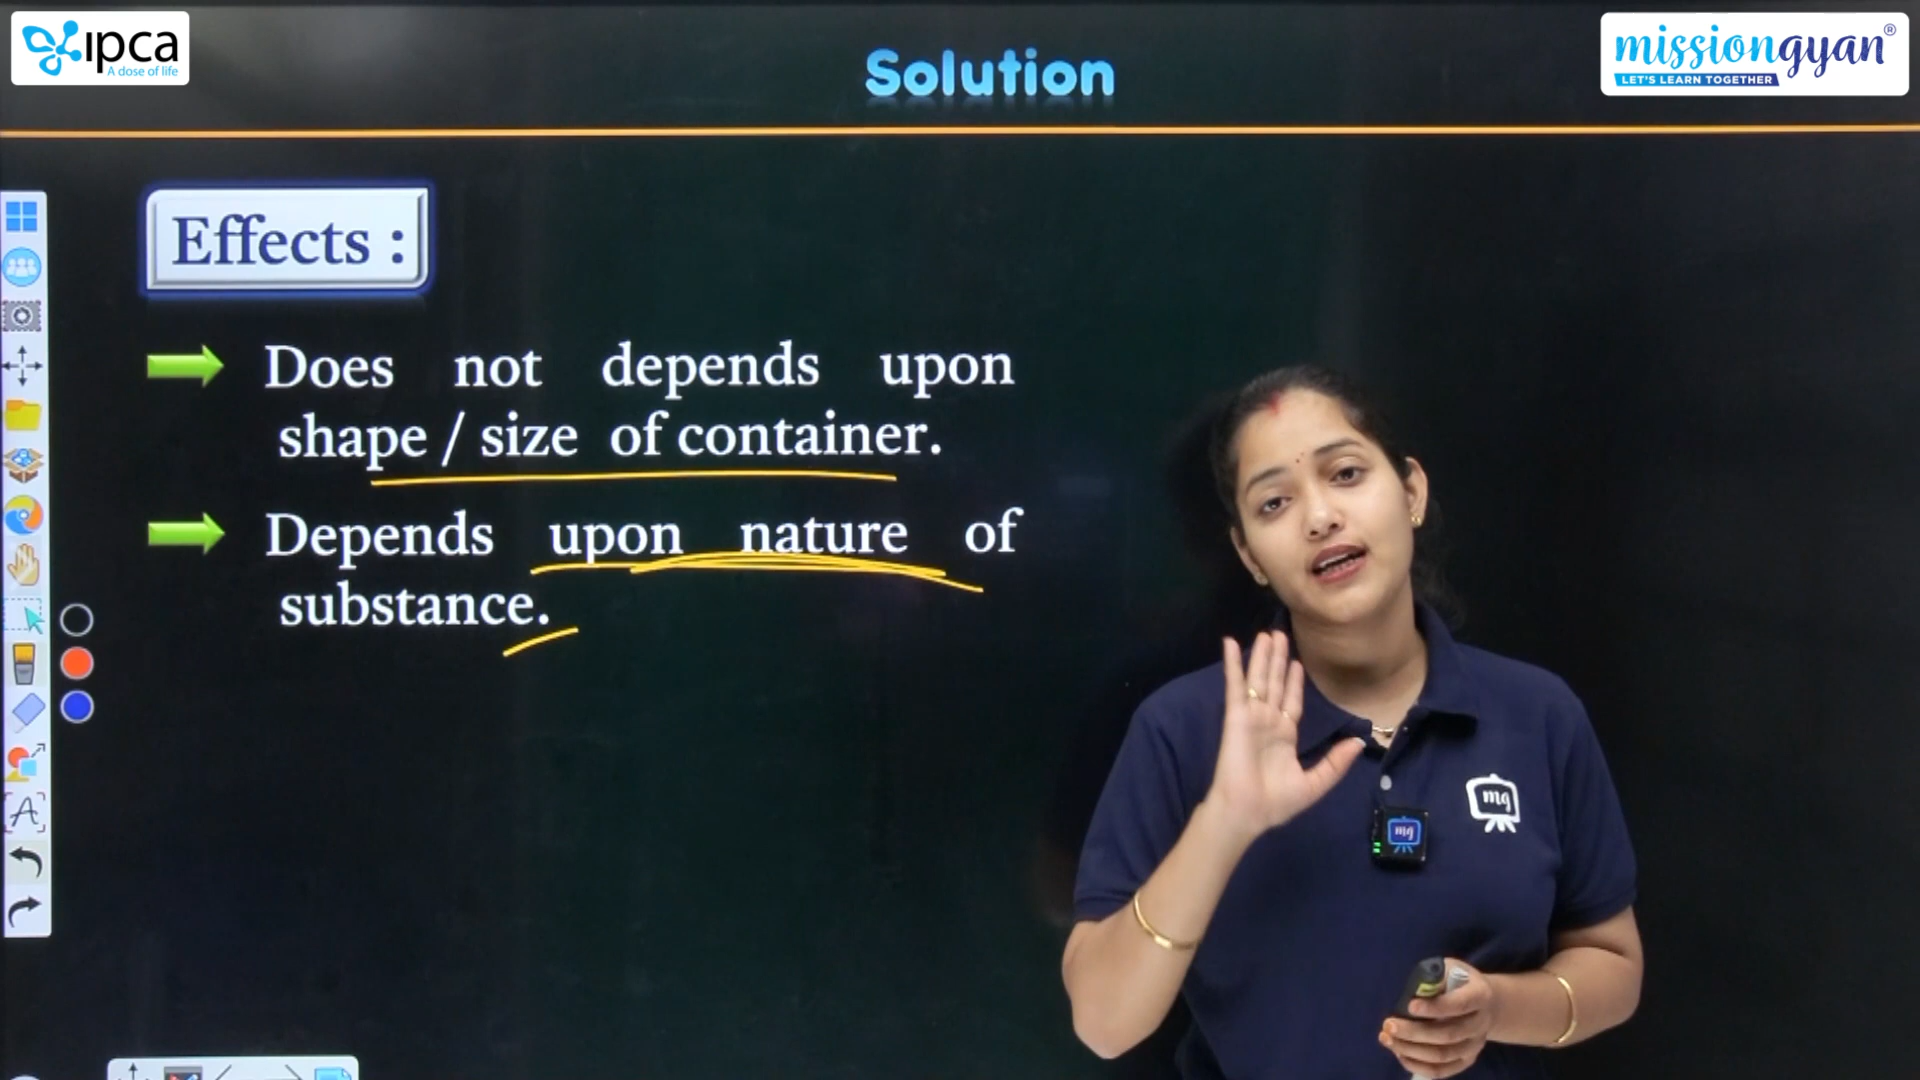 ipca
A dose of life
Solution
missiongyan®
LET'S LEARN TOGETHER
Effects :
Does not depends upon
shape / size of container.
Depends upon nature of
substance.
A
mg
mg